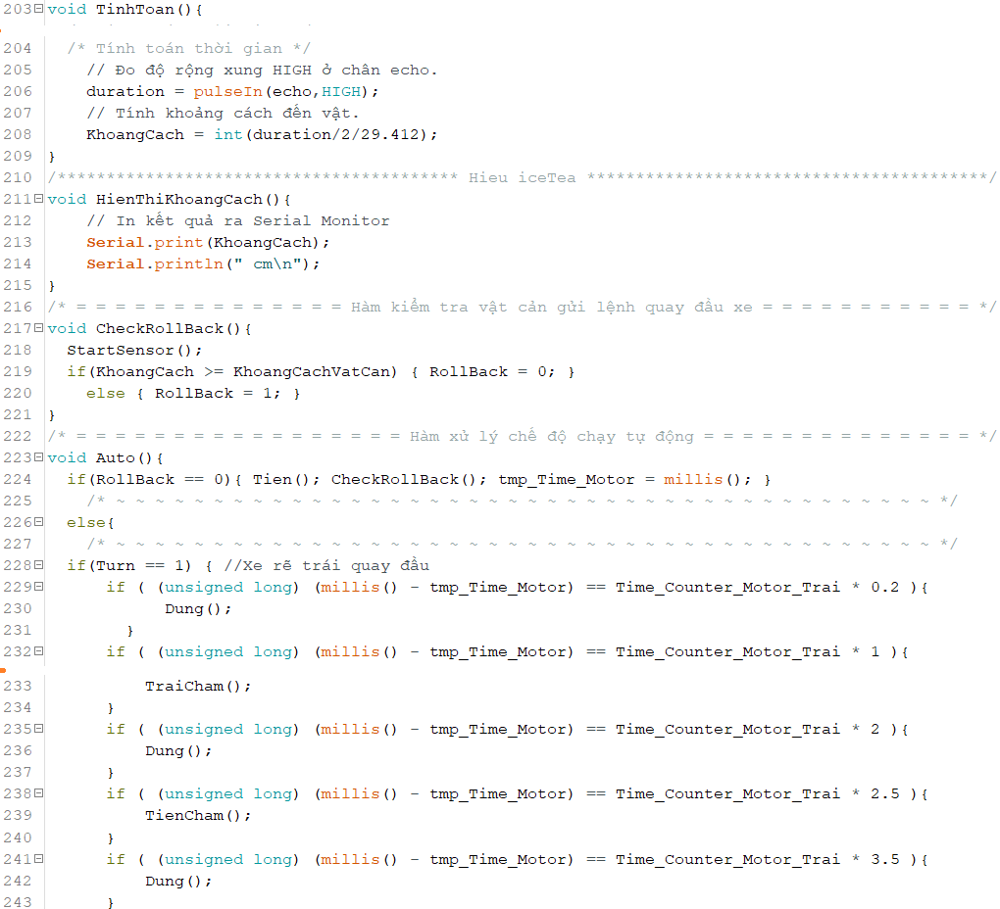 203 void TinhToan(){
204 /* Tính toán thời gian */
205 // Đo độ rộng xung HIGH ở chân echo.
206 duration = pulseIn(echo,HIGH);
207 // Tính khoảng cách đến vật.
208 KhoangCach = int(duration/2/29.412);
209 }
210 /***************************************** Hieu iceTea *****************************************/
211 void HienThiKhoangCach(){
212 // In kết quả ra Serial Monitor
213 Serial.print(KhoangCach);
214 Serial.println(" cm\n");
215 }
216 /* = = = = = = = = = = = = = = Hàm kiểm tra vật cản gửi lệnh quay đầu xe = = = = = = = = = = = */
217 void CheckRollBack(){
218 StartSensor();
219 if(KhoangCach >= KhoangCachVatCan) { RollBack = 0; }
220 else { RollBack = 1; }
221 }
222 /* = = = = = = = = = = = = = = = = = Hàm xử lý chế độ chạy tự động = = = = = = = = = = = = = = */
223 void Auto(){
224 if(RollBack == 0){ Tien(); CheckRollBack(); tmp_Time_Motor = millis(); }
225 /* ~ ~ ~ ~ ~ ~ ~ ~ ~ ~ ~ ~ ~ ~ ~ ~ ~ ~ ~ ~ ~ ~ ~ ~ ~ ~ ~ ~ ~ ~ ~ ~ ~ ~ ~ ~ ~ ~ ~ ~ ~ ~ */
226 else{
227 /* ~ ~ ~ ~ ~ ~ ~ ~ ~ ~ ~ ~ ~ ~ ~ ~ ~ ~ ~ ~ ~ ~ ~ ~ ~ ~ ~ ~ ~ ~ ~ ~ ~ ~ ~ ~ ~ ~ ~ ~ ~ ~ */
228 if(Turn == 1) { //Xe rẽ trái quay đầu
229 if ( (unsigned long) (millis() - tmp_Time_Motor) == Time_Counter_Motor_Trai * 0.2 ){
230 Dung();
231 }
232 if ( (unsigned long) (millis() - tmp_Time_Motor) == Time_Counter_Motor_Trai * 1 ){
233 TraiCham();
234 }
235 if ( (unsigned long) (millis() - tmp_Time_Motor) == Time_Counter_Motor_Trai * 2 ){
236 Dung();
237 }
238 if ( (unsigned long) (millis() - tmp_Time_Motor) == Time_Counter_Motor_Trai * 2.5 ){
239 TienCham();
240 }
241 if ( (unsigned long) (millis() - tmp_Time_Motor) == Time_Counter_Motor_Trai * 3.5 ){
242 Dung();
243 }